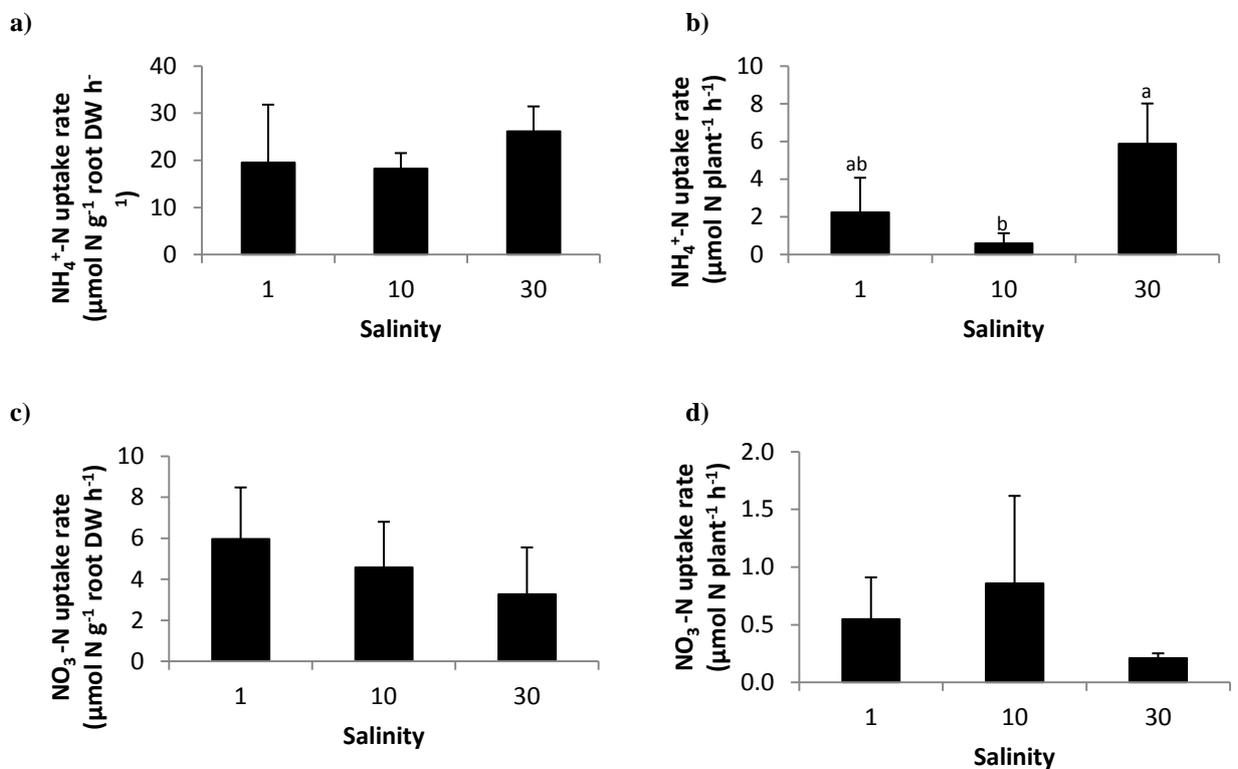 a)
NH₄⁺-N uptake rate
(µmol N g⁻¹ root DW h⁻
¹)
40
30
20
10
0
1 10 30
Salinity
b)
NH₄⁺-N uptake rate
(µmol N plant⁻¹ h⁻¹)
10
8
6
4
2
0
ab
b
a
1 10 30
Salinity
c)
NO₃⁻-N uptake rate
(µmol N g⁻¹ root DW h⁻¹)
10
8
6
4
2
0
1 10 30
Salinity
d)
NO₃⁻-N uptake rate
(µmol N plant⁻¹ h⁻¹)
2.0
1.5
1.0
0.5
0.0
1 10 30
Salinity